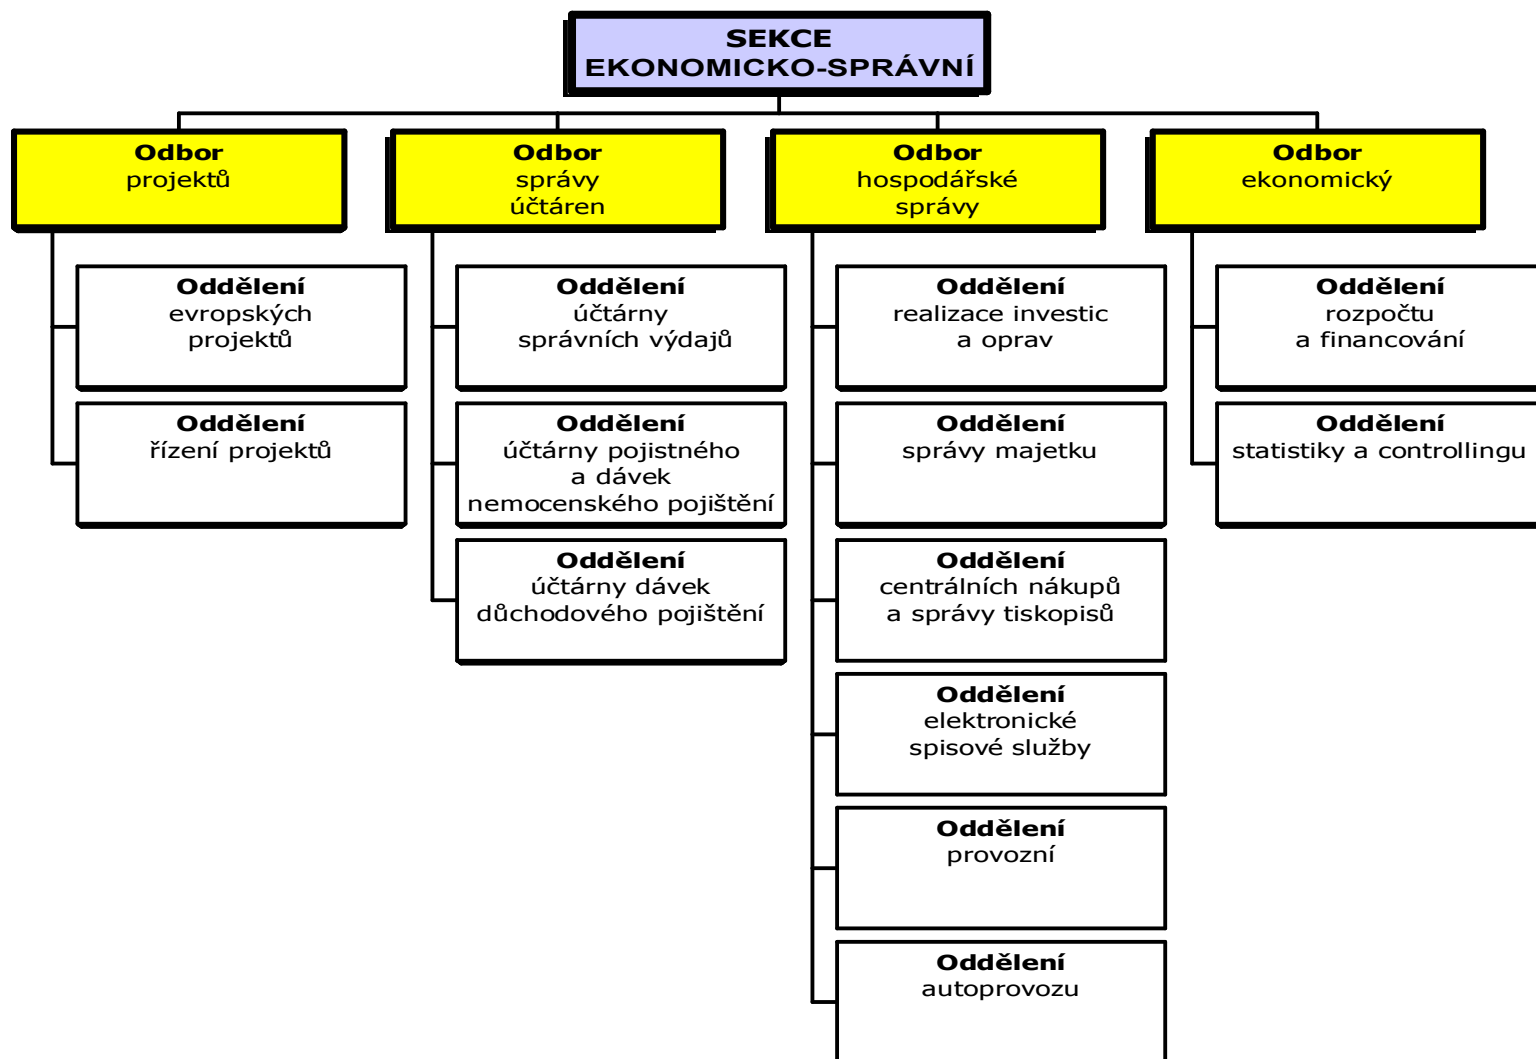 SEKCE
EKONOMICKO-SPRÁVNÍ
Odbor
projektů
Oddělení
evropských
projektů
Oddělení
řízení projektů
Odbor
správy
účtáren
Oddělení
účtárny
správních výdajů
Oddělení
účtárny pojistného
a dávek
nemocenského pojištění
Oddělení
účtárny dávek
důchodového pojištění
Odbor
hospodářské
správy
Oddělení
realizace investic
a oprav
Oddělení
správy majetku
Oddělení
centrálních nákupů
a správy tiskopisů
Oddělení
elektronické
spisové služby
Oddělení
provozní
Oddělení
autoprovozu
Odbor
ekonomický
Oddělení
rozpočtu
a financování
Oddělení
statistiky a controllingu